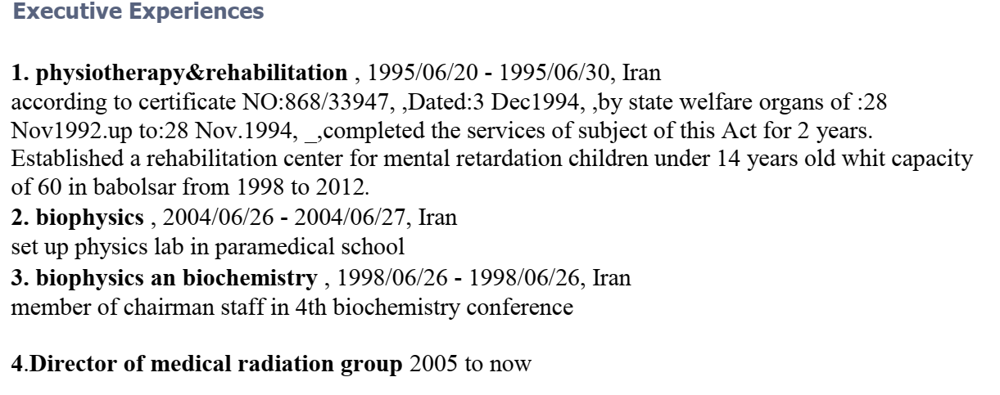 Executive Experiences
1. physiotherapy&rehabilitation , 1995/06/20 - 1995/06/30, Iran
according to certificate NO:868/33947, ,Dated:3 Dec1994, ,by state welfare organs of :28
Nov1992.up to:28 Nov.1994, _,completed the services of subject of this Act for 2 years.
Established a rehabilitation center for mental retardation children under 14 years old whit capacity
of 60 in babolsar from 1998 to 2012.
2. biophysics , 2004/06/26 - 2004/06/27, Iran
set up physics lab in paramedical school
3. biophysics an biochemistry , 1998/06/26 - 1998/06/26, Iran
member of chairman staff in 4th biochemistry conference
4.Director of medical radiation group 2005 to now